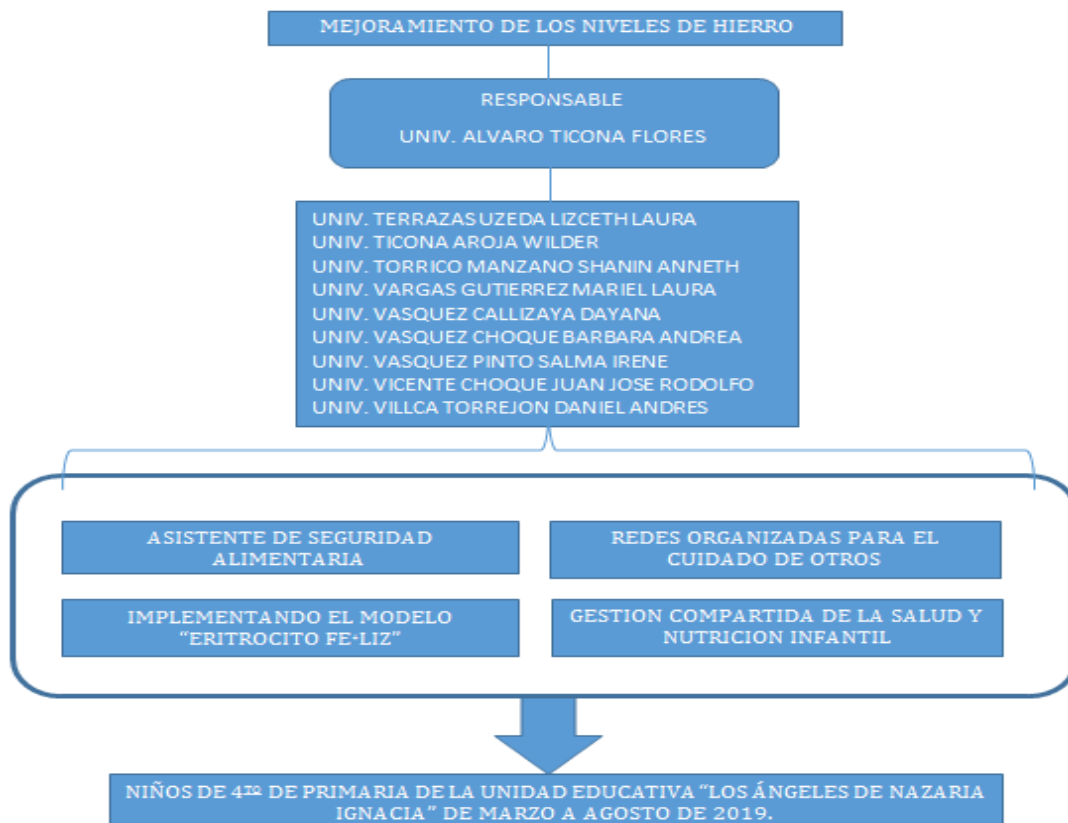 MEJORAMIENTO DE LOS NIVELES DE HIERRO
RESPONSABLE
UNIV. ALVARO TICONA FLORES
UNIV. TERRAZAS UZEDA LIZCETH LAURA
UNIV. TICONA AROJA WILDER
UNIV. TORRICO MANZANO SHANIN ANNETH
UNIV. VARGAS GUTIERREZ MARIEL LAURA
UNIV. VASQUEZ CALLIZAYA DAYANA
UNIV. VASQUEZ CHOQUE BARBARA ANDREA
UNIV. VASQUEZ PINTO SALMA IRENE
UNIV. VICENTE CHOQUE JUAN JOSE RODOLFO
UNIV. VILLCA TORREJON DANIEL ANDRES
ASISTENTE DE SEGURIDAD
ALIMENTARIA
REDES ORGANIZADAS PARA EL
CUIDADO DE OTROS
IMPLEMENTANDO EL MODELO
“ERITROCITO FE-LIZ”
GESTION COMPARTIDA DE LA SALUD Y
NUTRICION INFANTIL
NIÑOS DE 4TO DE PRIMARIA DE LA UNIDAD EDUCATIVA “LOS ÁNGELES DE NAZARIA
IGNACIA” DE MARZO A AGOSTO DE 2019.